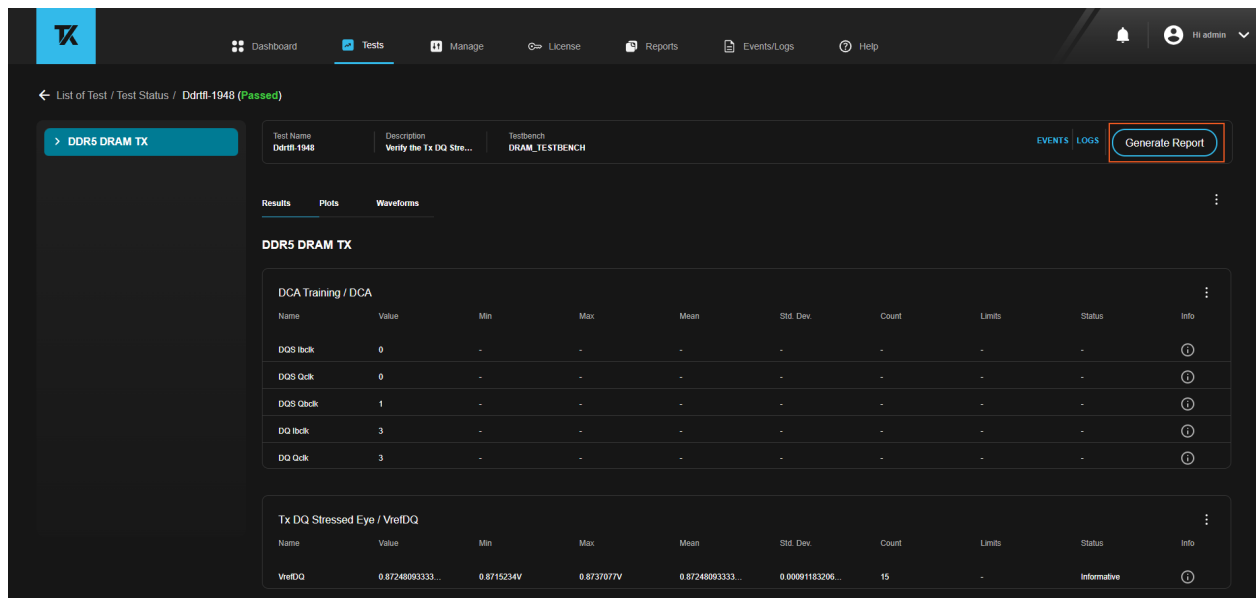 TX
Dashboard Tests Manage License Reports Events/Logs Help Hi admin
List of Test / Test Status / Ddrtfl-1948 (Passed)
DDR5 DRAM TX
Test Name Description Testbench
Ddrtfl-1948 Verify the Tx DQ Stre... DRAM_TESTBENCH
EVENTS LOGS Generate Report
Results Plots Waveforms
DDR5 DRAM TX
DCA Training / DCA
Name Value Min Max Mean Std. Dev. Count Limits Status Info
DQS Ibclk 0 - - - - - - -
DQS Qclk 0 - - - - - - -
DQS Qbclk 1 - - - - - - -
DQ Ibclk 3 - - - - - - -
DQ Qclk 3 - - - - - - -
Tx DQ Stressed Eye / VrefDQ
Name Value Min Max Mean Std. Dev. Count Limits Status Info
VrefDQ 0.87248093333... 0.8715234V 0.8737077V 0.87248093333... 0.00091183206... 15 - Informative